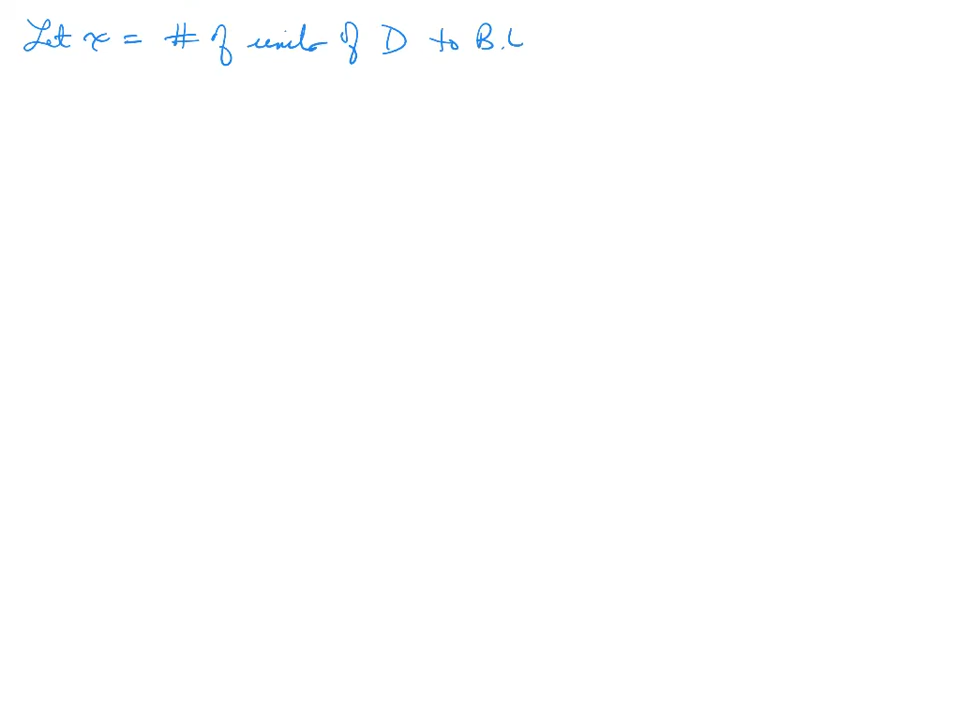 Let x = # of units of D to B.L